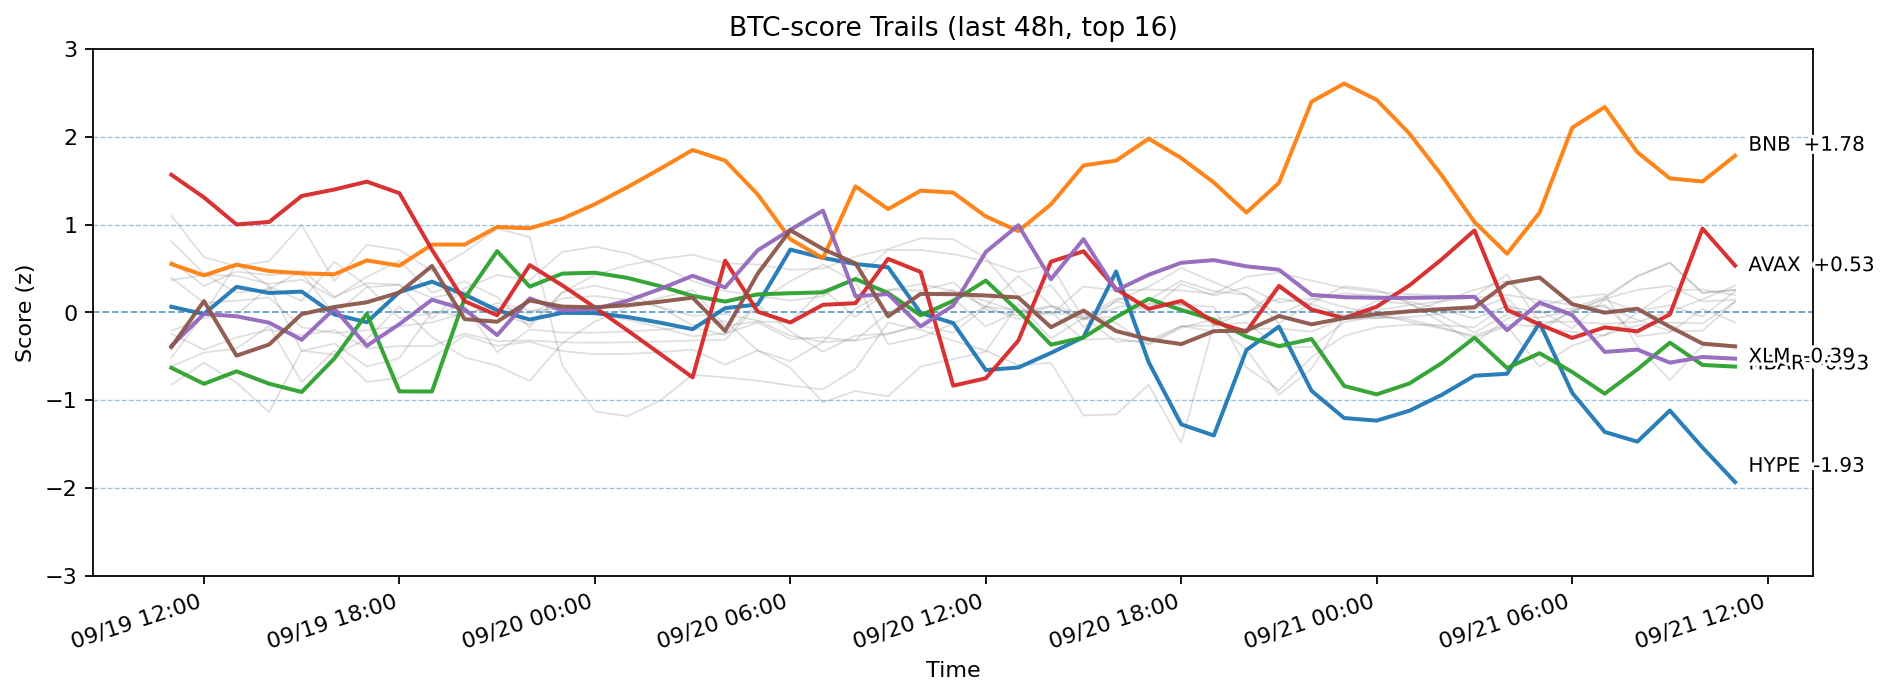 BTC-score Trails (last 48h, top 16)
Score (z)
3
2
1
0
−1
−2
−3
BNB +1.78
AVAX +0.53
XLM -0.39
HYPE -1.93
09/19 12:00
09/19 18:00
09/20 00:00
09/20 06:00
09/20 12:00
09/20 18:00
09/21 00:00
09/21 06:00
09/21 12:00
Time